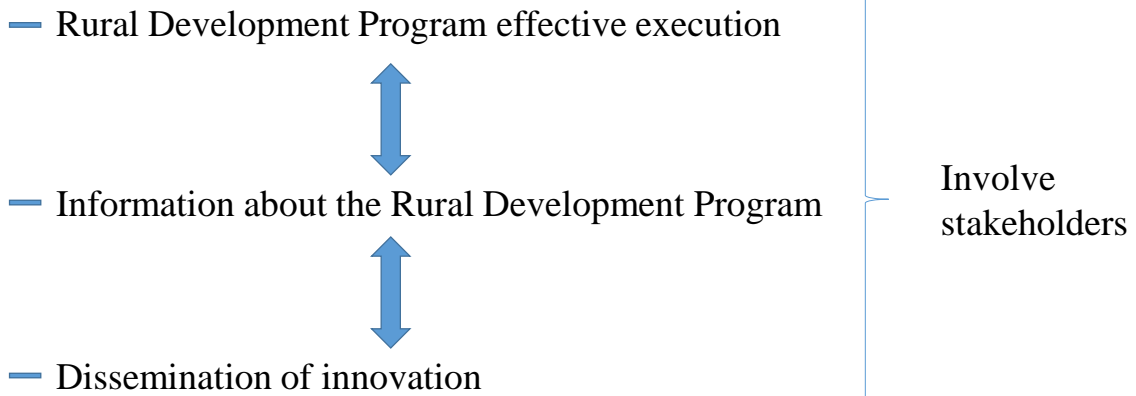 Rural Development Program effective execution
Information about the Rural Development Program
Dissemination of innovation
Involve
stakeholders